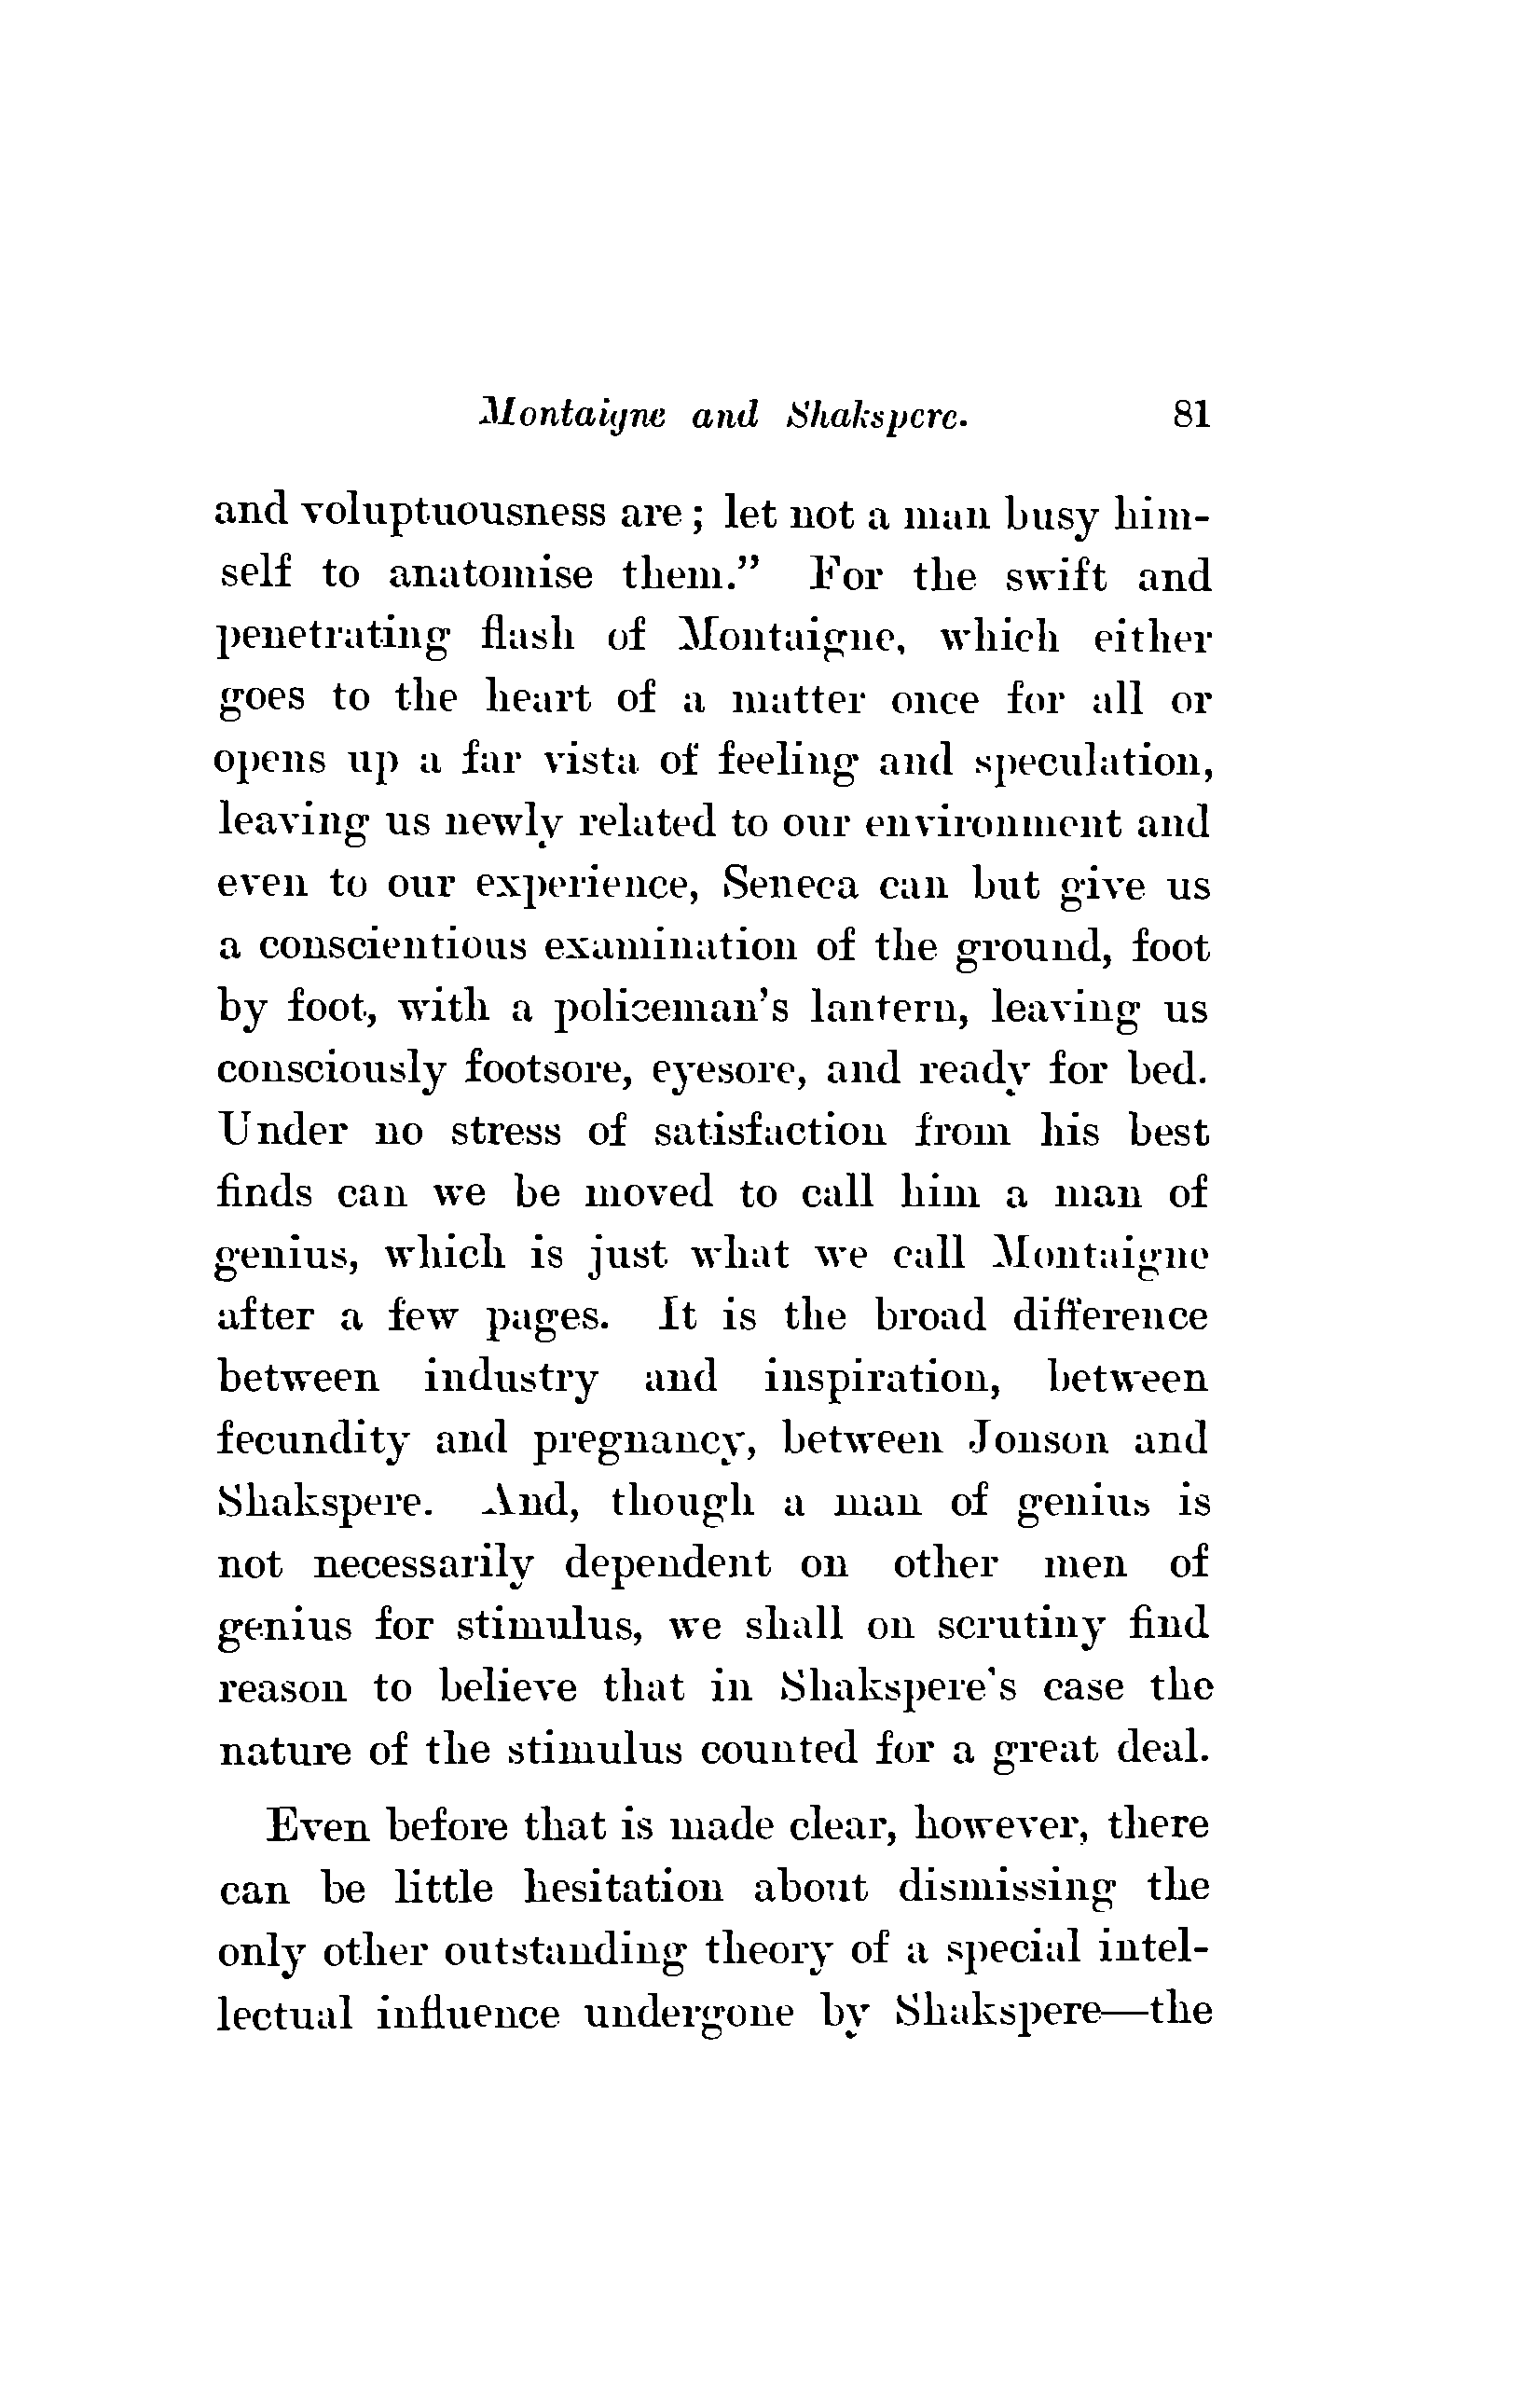 Montaigne and Shakspere. 81
and voluptuousness are; let not a man busy him-
self to anatomise them.” For the swift and
penetrating flash of Montaigne, which either
goes to the heart of a matter once for all or
opens up a far vista of feeling and speculation,
leaving us newly related to our environment and
even to our experience, Seneca can but give us
a conscientious examination of the ground, foot
by foot, with a policeman’s lantern, leaving us
consciously footsore, eyesore, and ready for bed.
Under no stress of satisfaction from his best
finds can we be moved to call him a man of
genius, which is just what we call Montaigne
after a few pages. It is the broad difference
between industry and inspiration, between
fecundity and pregnancy, between Jonson and
Shakspere. And, though a man of genius is
not necessarily dependent on other men of
genius for stimulus, we shall on scrutiny find
reason to believe that in Shakspere’s case the
nature of the stimulus counted for a great deal.
Even before that is made clear, however, there
can be little hesitation about dismissing the
only other outstanding theory of a special intel-
lectual influence undergone by Shakspere—the